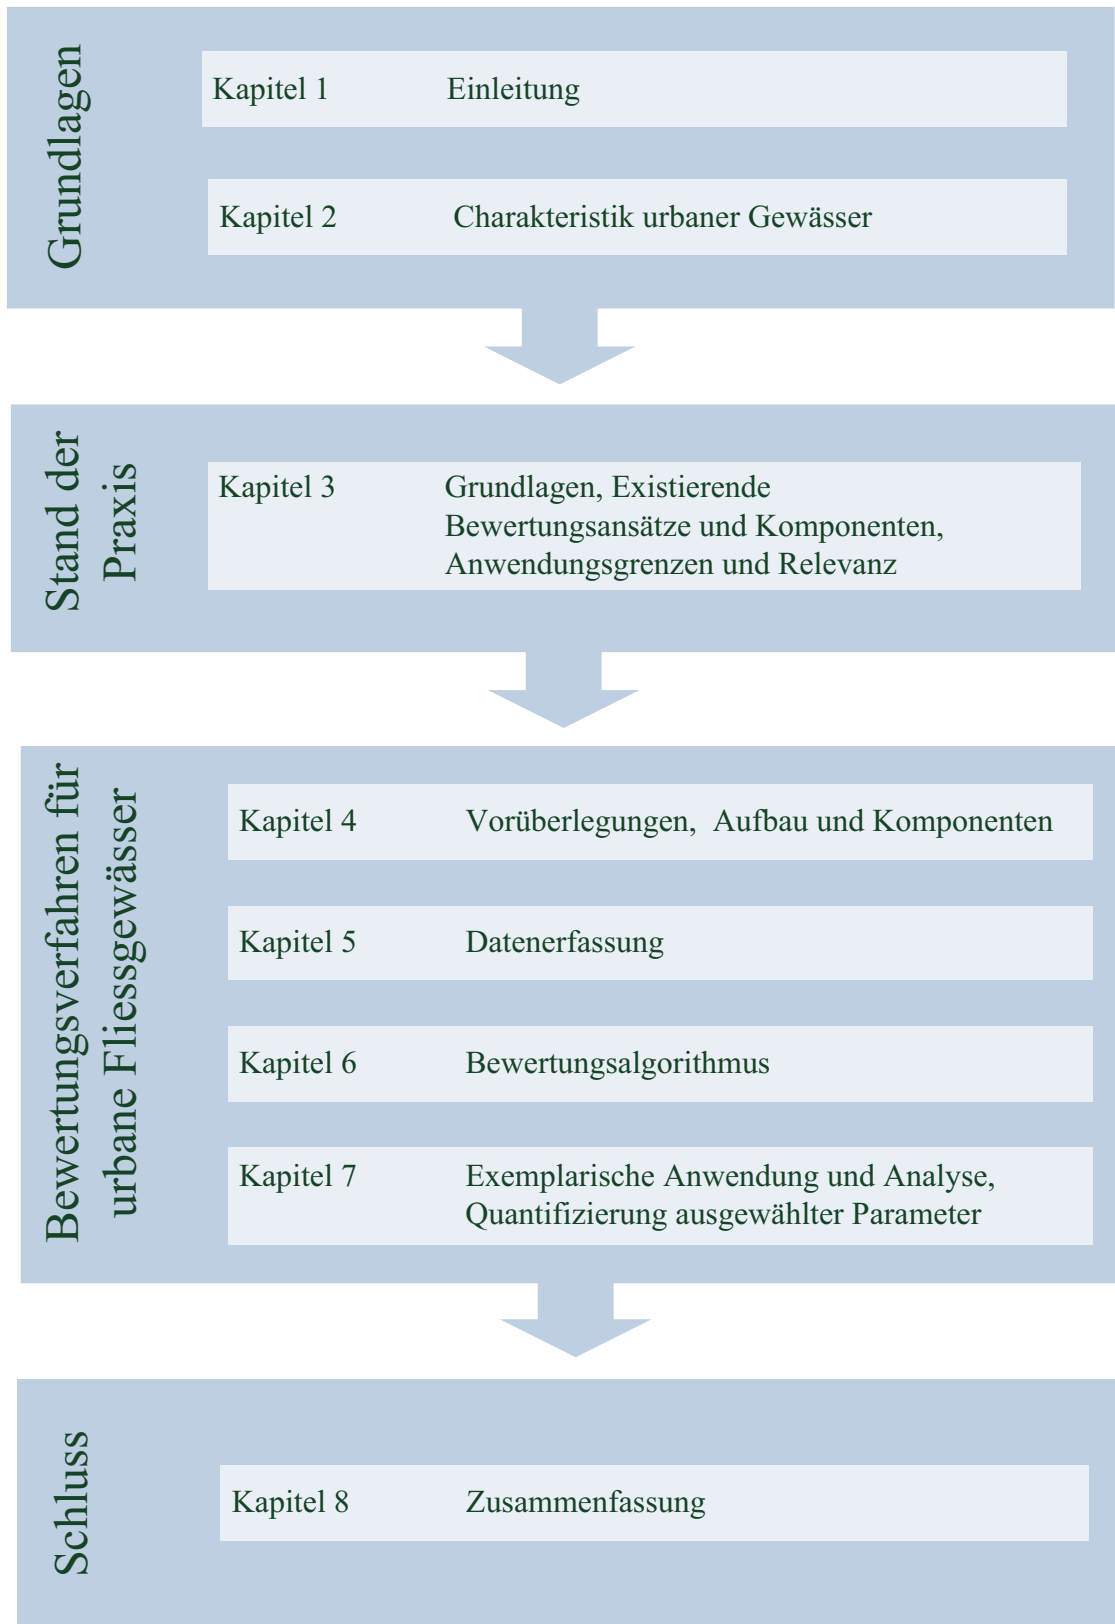 Grundlagen
Kapitel 1 Einleitung
Kapitel 2 Charakteristik urbaner Gewässer
Stand der
Praxis
Kapitel 3 Grundlagen, Existierende
Bewertungsansätze und Komponenten,
Anwendungsgrenzen und Relevanz
Bewertungsverfahren für
urbane Fliessgewässer
Kapitel 4 Vorüberlegungen, Aufbau und Komponenten
Kapitel 5 Datenerfassung
Kapitel 6 Bewertungsalgorithmus
Kapitel 7 Exemplarische Anwendung und Analyse,
Quantifizierung ausgewählter Parameter
Schluss
Kapitel 8 Zusammenfassung